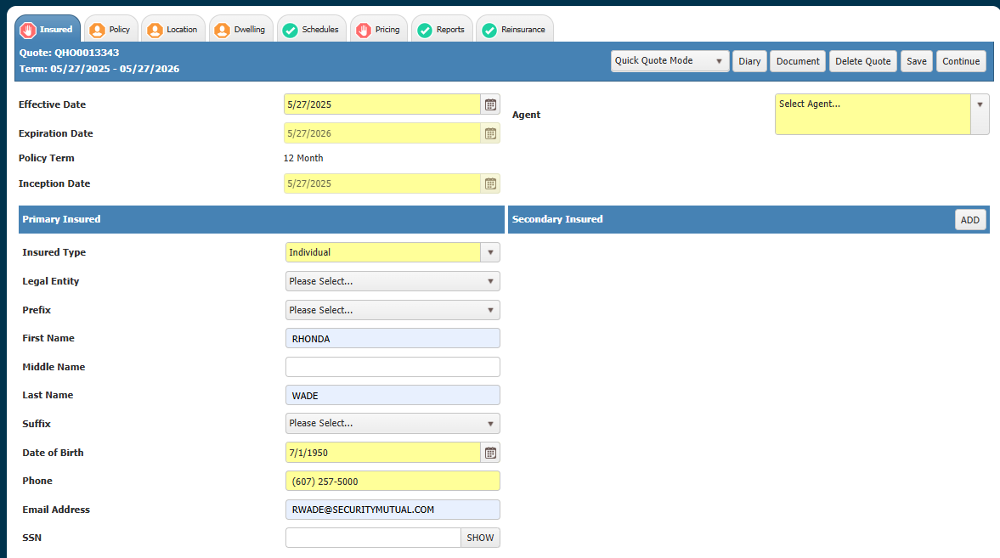 Insured Policy Location Dwelling Schedules Pricing Reports Reinsurance
Quote: QHO0013343
Term: 05/27/2025 - 05/27/2026
Quick Quote Mode Diary Document Delete Quote Save Continue
Effective Date 5/27/2025
Agent Select Agent...
Expiration Date 5/27/2026
Policy Term 12 Month
Inception Date 5/27/2025
Primary Insured
Secondary Insured ADD
Insured Type Individual
Legal Entity Please Select...
Prefix Please Select...
First Name RHONDA
Middle Name
Last Name WADE
Suffix Please Select...
Date of Birth 7/1/1950
Phone (607) 257-5000
Email Address RWADE@SECURITYMUTUAL.COM
SSN SHOW